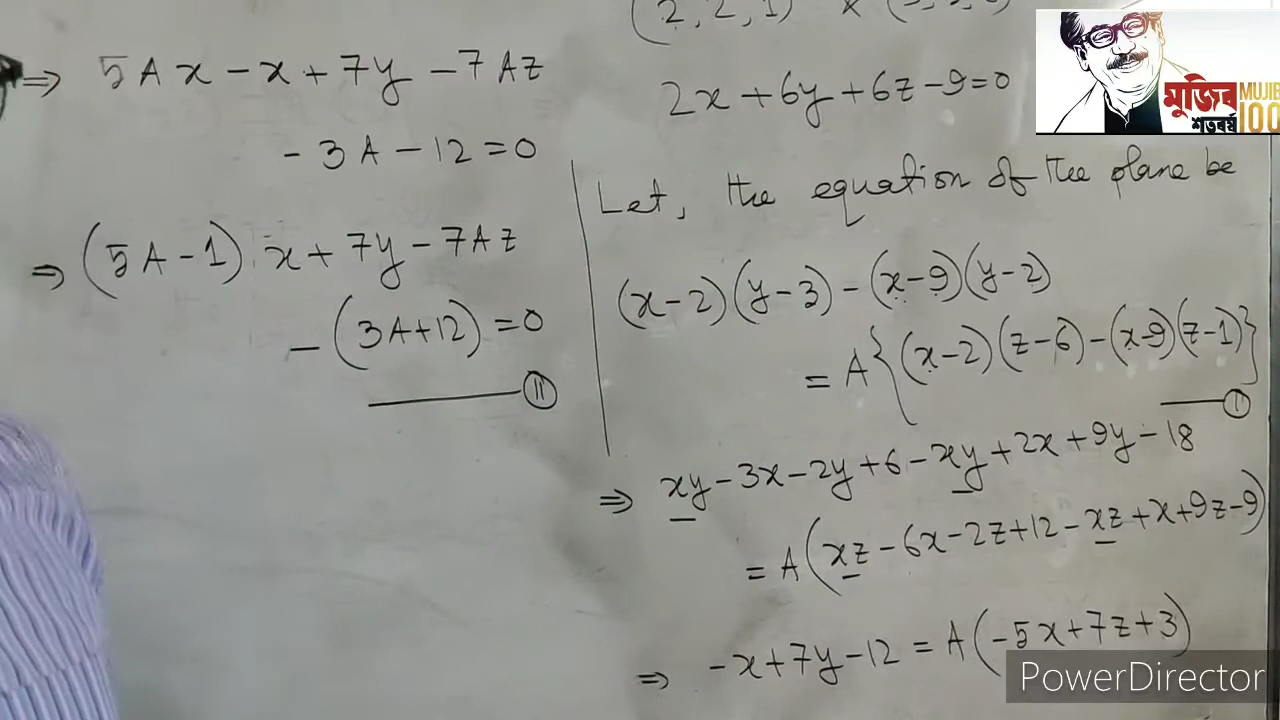 (2, 2, 1)
2x + 6y + 6z - 9 = 0
Let, the equation of the plane be
(x-2)(y-3) - (x-9)(y-2)
= A{(x-2)(z-6) - (x-9)(z-1)}
—— I
⇒ xy - 3x - 2y + 6 - xy + 2x + 9y - 18
= A(xz - 6x - 2z + 12 - xz + x + 9z - 9)
⇒ -x + 7y - 12 = A(-5x + 7z + 3)
⇒ 5Ax - x + 7y - 7Az
- 3A - 12 = 0
⇒ (5A-1) x + 7y - 7Az
- (3A+12) = 0
—— II
মুজিব
শতবর্ষ
MUJIB
100
PowerDirector